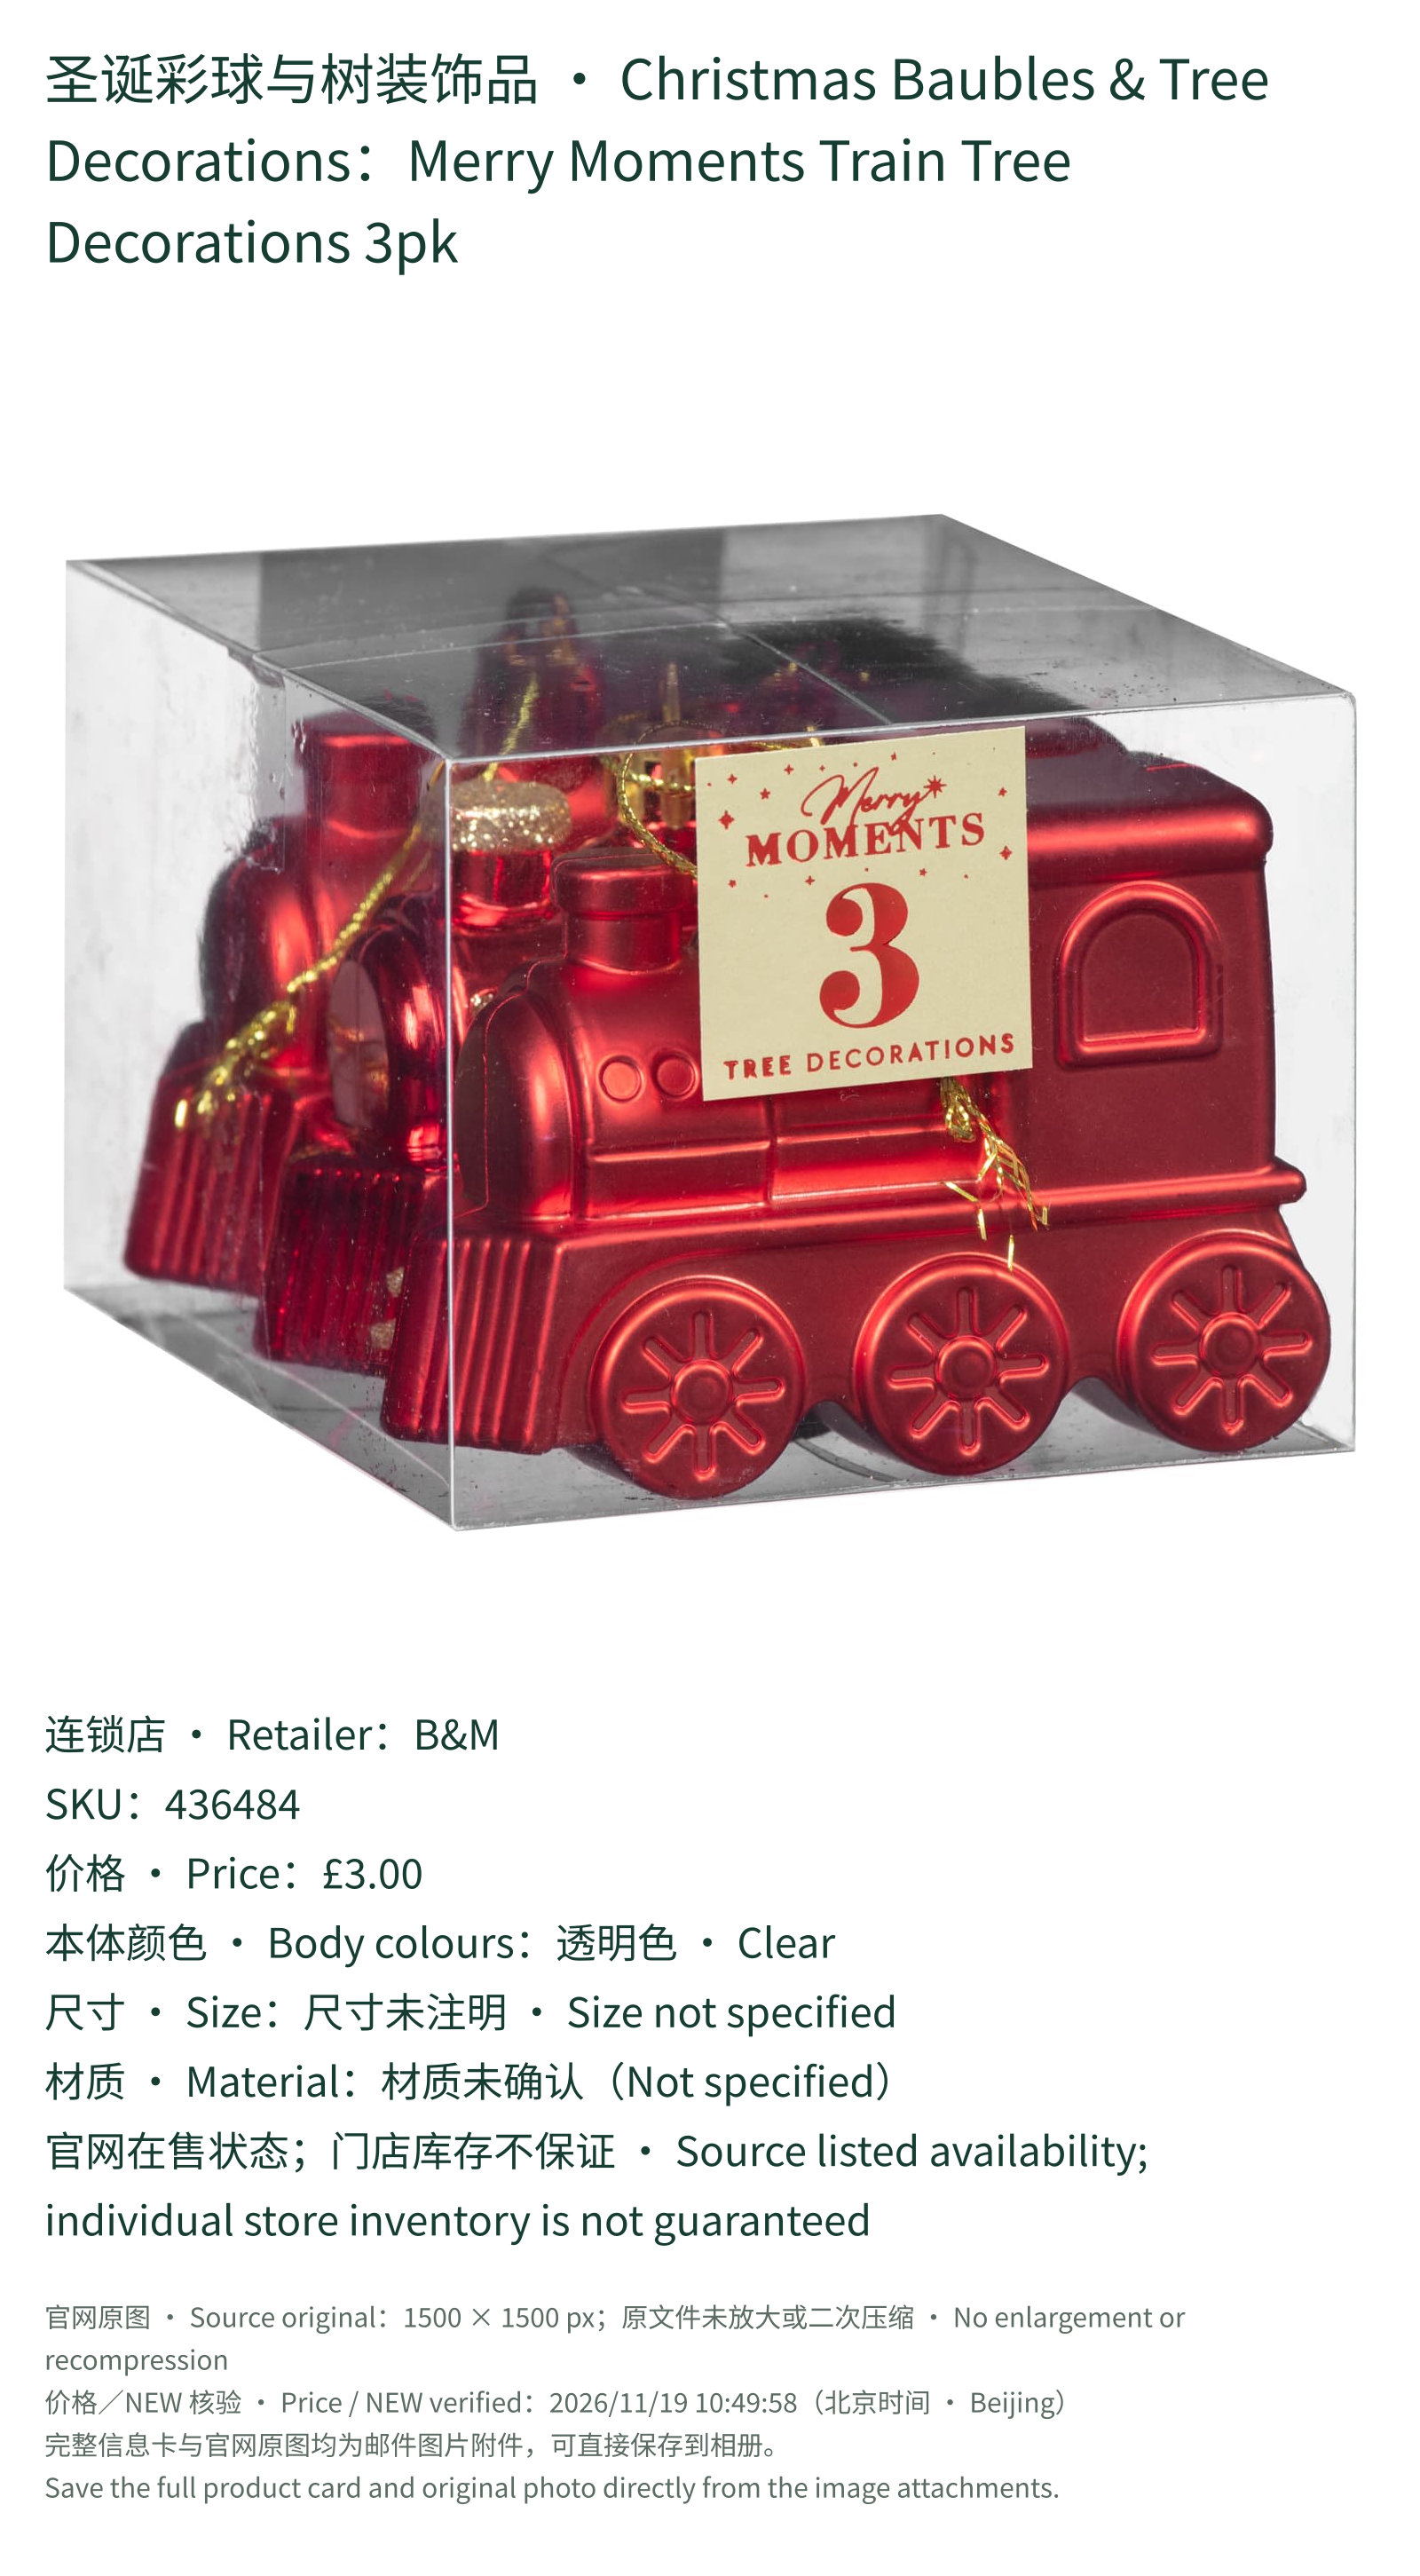 圣诞彩球与树装饰品 · Christmas Baubles & Tree
Decorations：Merry Moments Train Tree
Decorations 3pk
Merry
MOMENTS
3
TREE DECORATIONS
连锁店 · Retailer：B&M
SKU：436484
价格 · Price：£3.00
本体颜色 · Body colours：透明色 · Clear
尺寸 · Size：尺寸未注明 · Size not specified
材质 · Material：材质未确认（Not specified）
官网在售状态；门店库存不保证 · Source listed availability;
individual store inventory is not guaranteed
官网原图 · Source original：1500 × 1500 px；原文件未放大或二次压缩 · No enlargement or
recompression
价格／NEW 核验 · Price / NEW verified：2026/11/19 10:49:58（北京时间 · Beijing）
完整信息卡与官网原图均为邮件图片附件，可直接保存到相册。
Save the full product card and original photo directly from the image attachments.